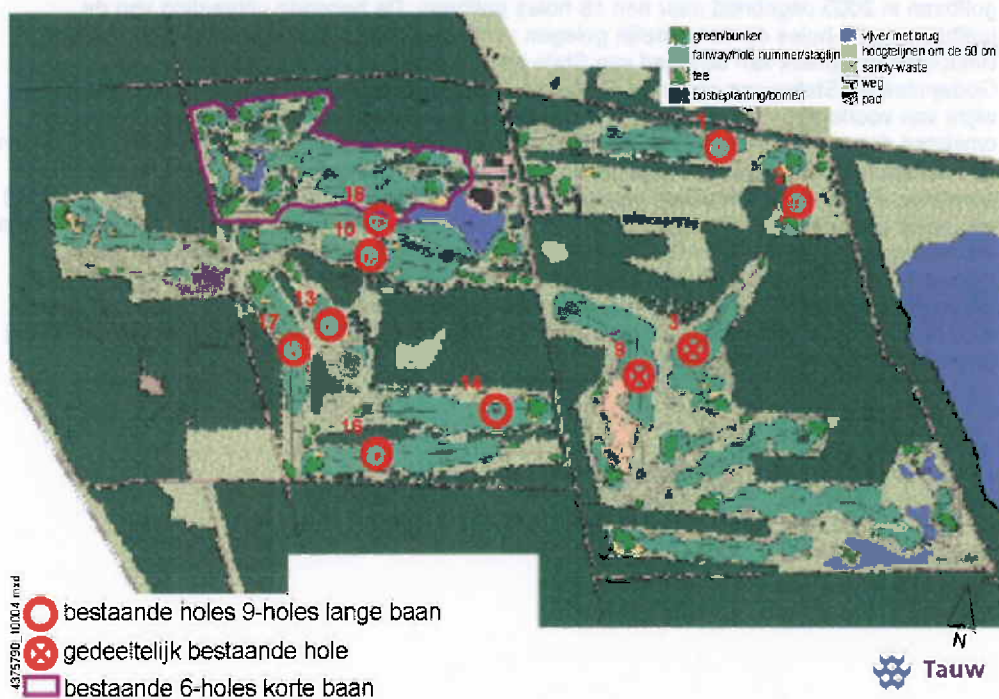 green/bunker
fairway/hole nummer/staglijn
tee
bosbeplanting/bomen
vijver met brug
hoogtelijnen om de 50 cm
sandy-waste
weg
pad
1
2
18
10
13
17
3
9
14
15
bestaande holes 9-holes lange baan
gedeeltelijk bestaande hole
bestaande 6-holes korte baan
4375790_10004.mxd
N
Tauw